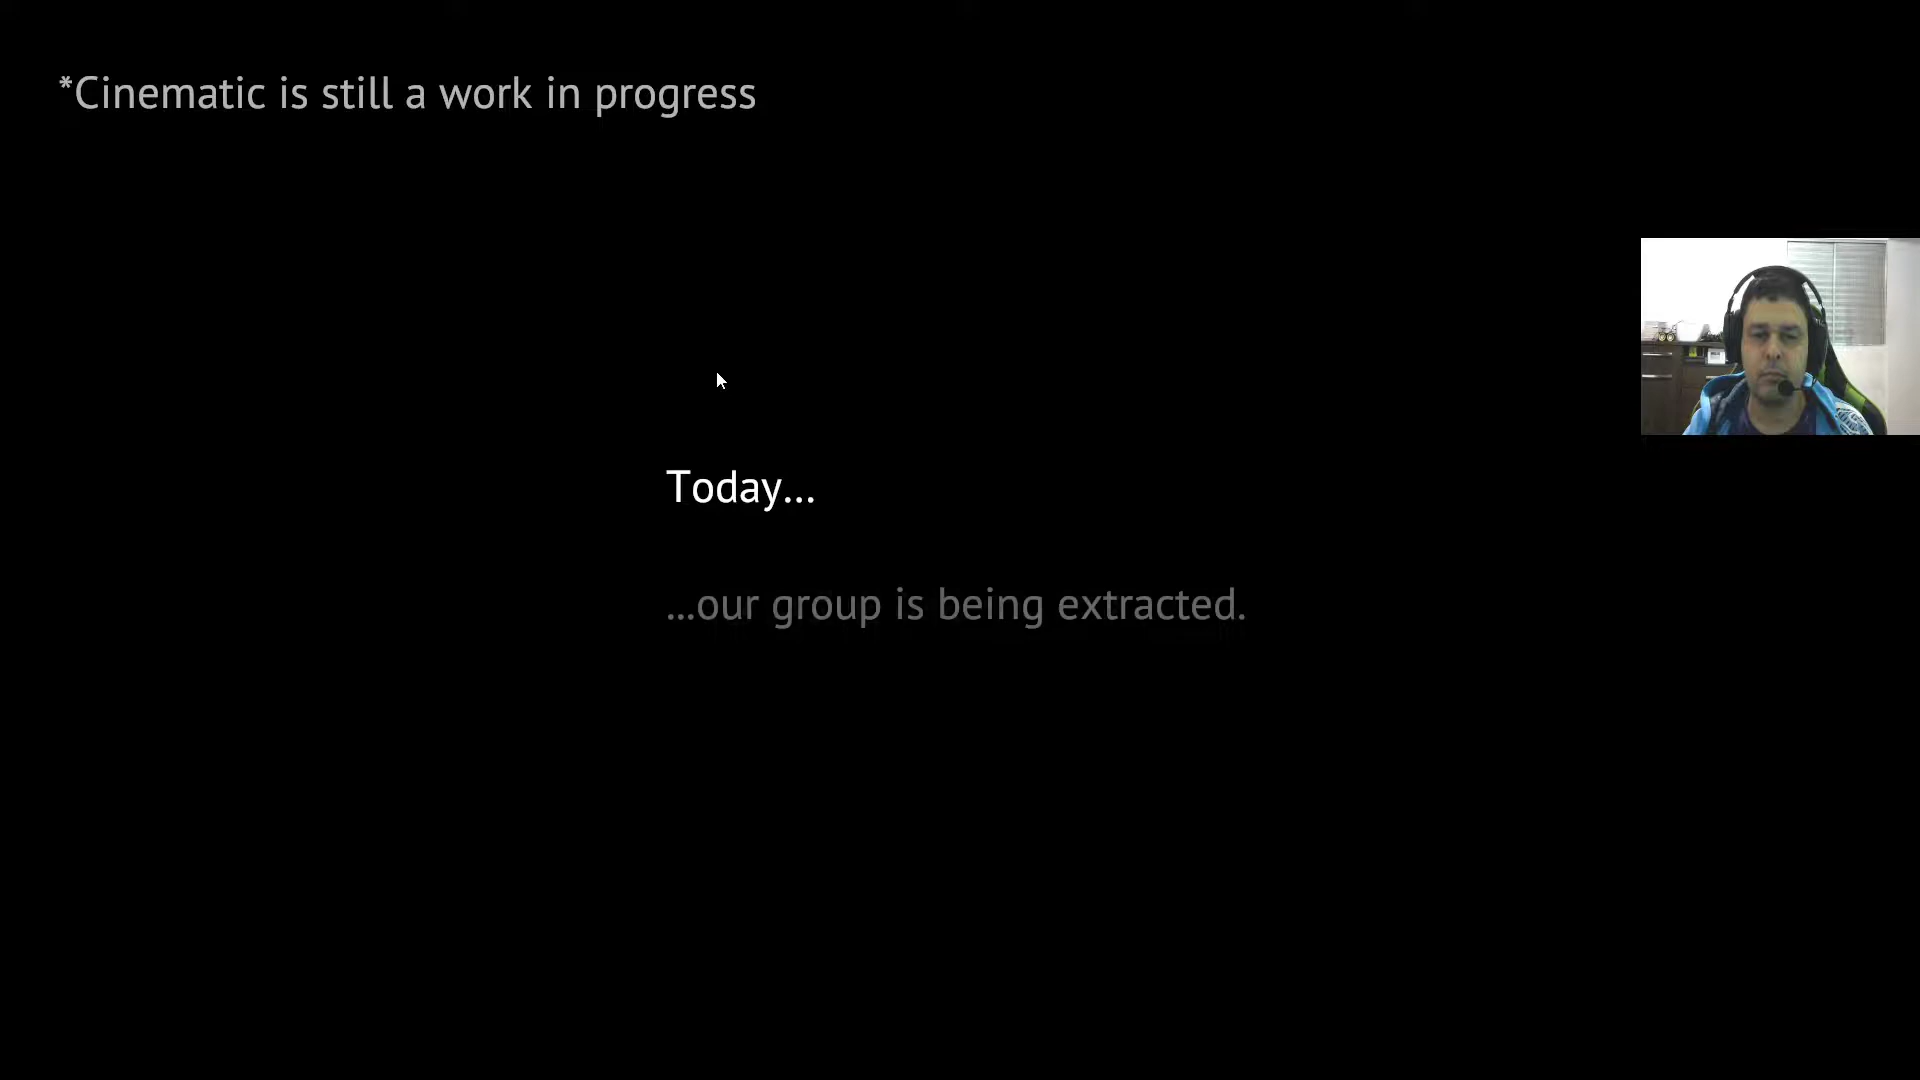 *Cinematic is still a work in progress
Today...
...our group is being extracted.